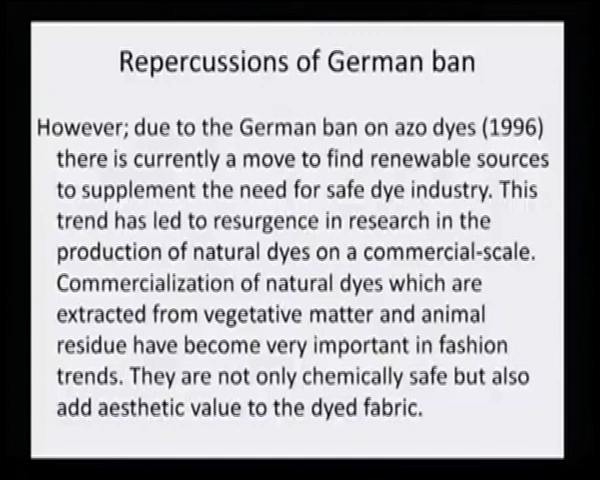 Repercussions of German ban
However; due to the German ban on azo dyes (1996)
there is currently a move to find renewable sources
to supplement the need for safe dye industry. This
trend has led to resurgence in research in the
production of natural dyes on a commercial-scale.
Commercialization of natural dyes which are
extracted from vegetative matter and animal
residue have become very important in fashion
trends. They are not only chemically safe but also
add aesthetic value to the dyed fabric.